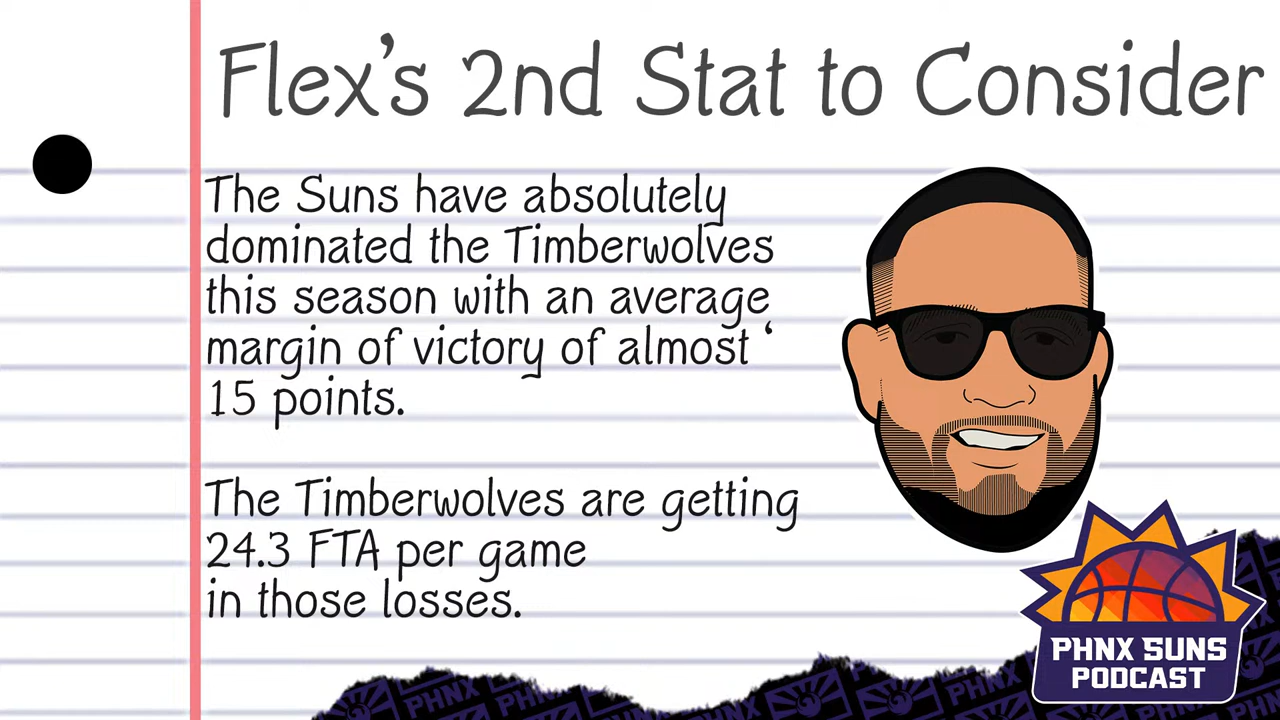 Flex's 2nd Stat to Consider
The Suns have absolutely
dominated the Timberwolves
this season with an average
margin of victory of almost ‘
15 points.
The Timberwolves are getting
24.3 FTA per game
in those losses.
PHNX SUNS
PODCAST
PHNX
PHNX